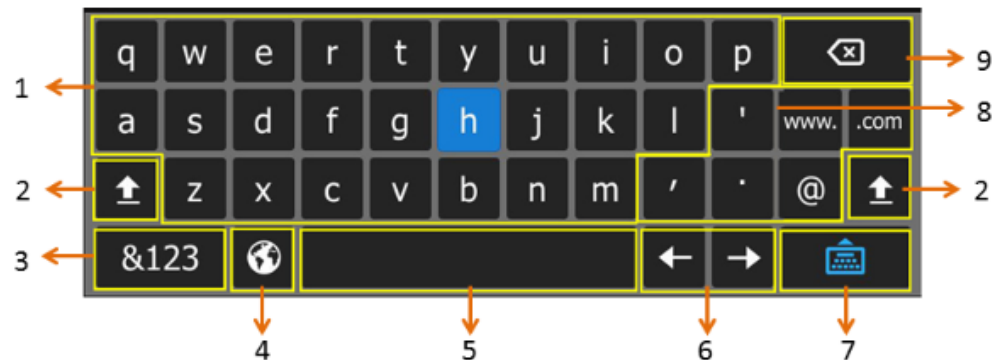 q w e r t y u i o p 9
1
a s d f g h j k l ' www. .com 8
2 z x c v b n m , . @ 2
3 &123
4 5 6 7